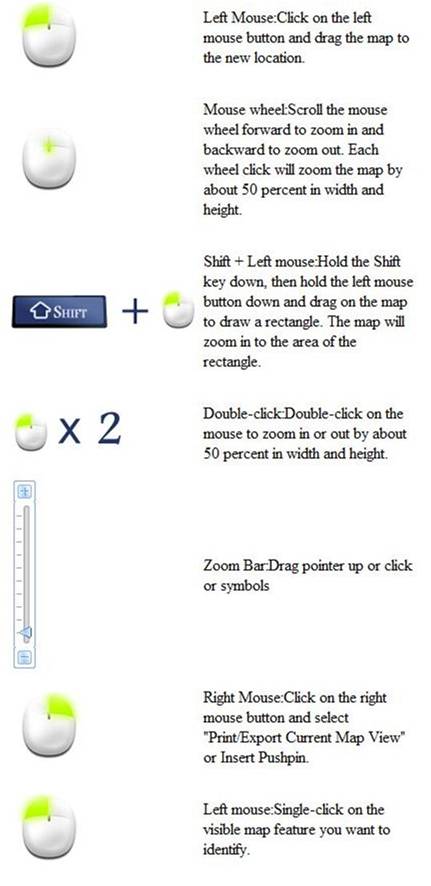 Left Mouse:Click on the left
mouse button and drag the map to
the new location.
Mouse wheel:Scroll the mouse
wheel forward to zoom in and
backward to zoom out. Each
wheel click will zoom the map by
about 50 percent in width and
height.
SHIFT +
Shift + Left mouse:Hold the Shift
key down, then hold the left mouse
button down and drag on the map
to draw a rectangle. The map will
zoom in to the area of the
rectangle.
x 2
Double-click:Double-click on the
mouse to zoom in or out by about
50 percent in width and height.
Zoom Bar:Drag pointer up or click
or symbols
Right Mouse:Click on the right
mouse button and select
"Print/Export Current Map View"
or Insert Pushpin.
Left mouse:Single-click on the
visible map feature you want to
identify.